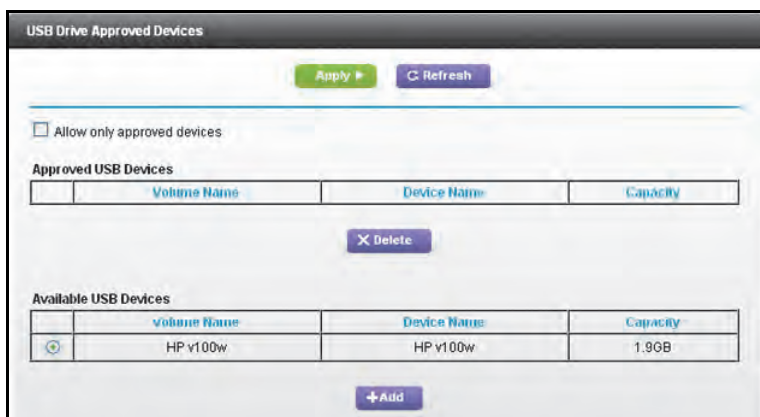 USB Drive Approved Devices
Apply Refresh
Allow only approved devices
Approved USB Devices
Volume Name Device Name Capacity
Delete
Available USB Devices
Volume Name Device Name Capacity
HP v100w HP v100w 1.9GB
Add